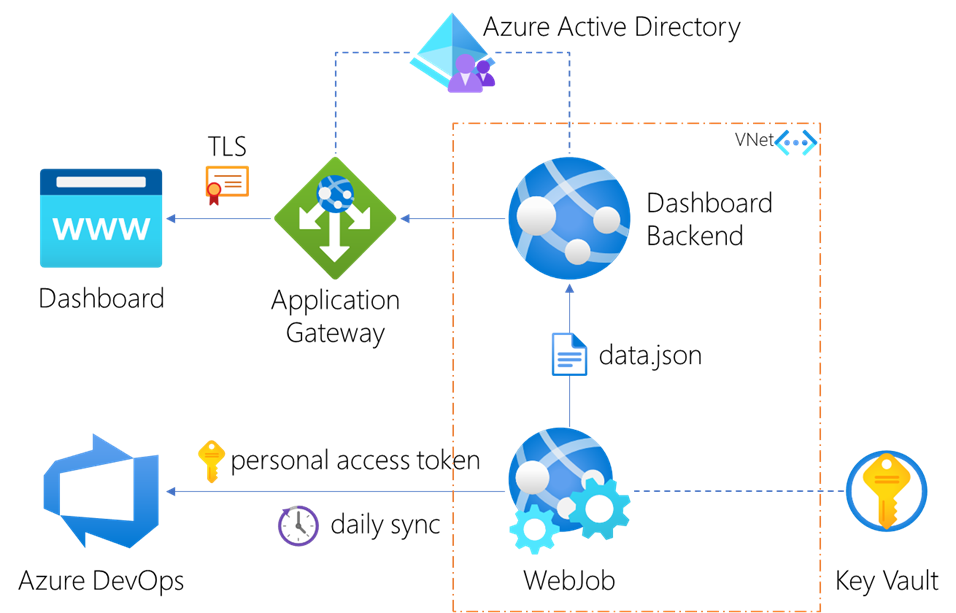 Azure Active Directory
VNet
TLS
www
Dashboard
Backend
Dashboard
Application
Gateway
data.json
personal access token
daily sync
Azure DevOps
WebJob
Key Vault